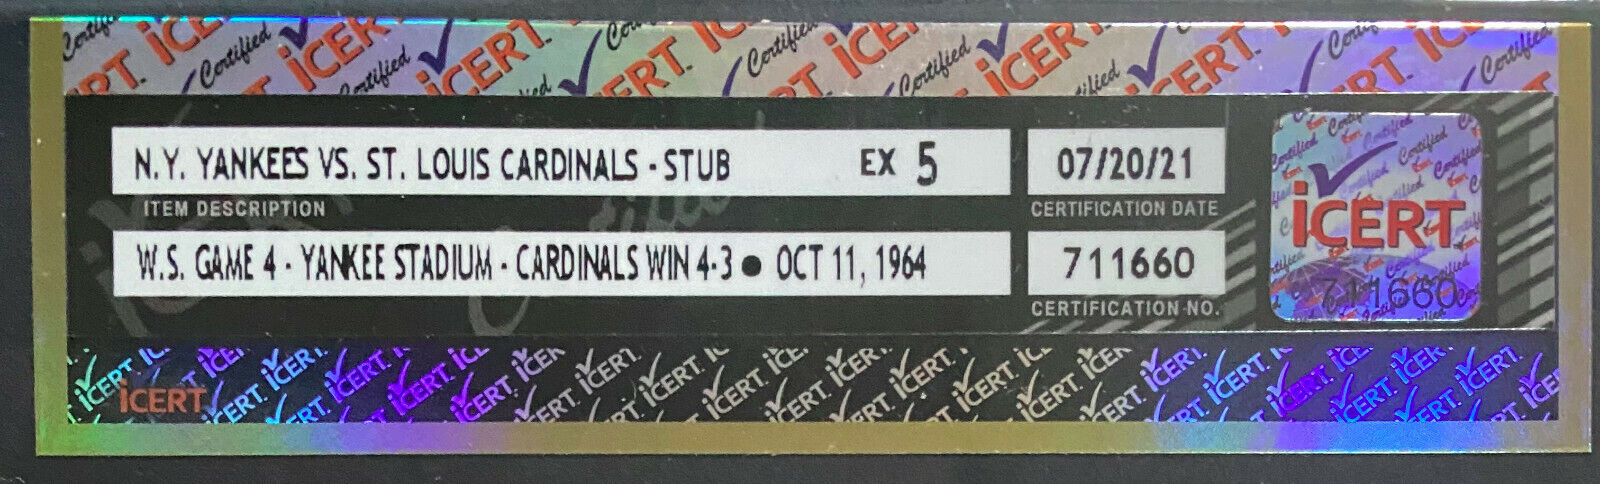 N.Y. YANKEES VS. ST. LOUIS CARDINALS - STUB EX 5
ITEM DESCRIPTION
W.S. GAME 4 - YANKEE STADIUM - CARDINALS WIN 4-3 ● OCT 11, 1964
07/20/21
CERTIFICATION DATE
711660
CERTIFICATION NO.
iCERT
711660
iCERT